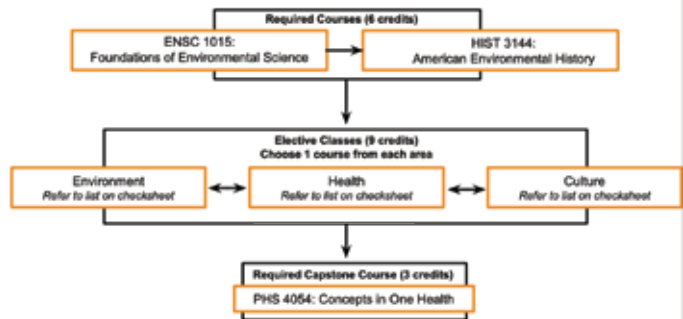 Required Courses (6 credits)
ENSC 1015:
Foundations of Environmental Science
HIST 3144:
American Environmental History
Elective Classes (9 credits)
Choose 1 course from each area
Environment
Refer to list on checksheet
Health
Refer to list on checksheet
Culture
Refer to list on checksheet
Required Capstone Course (3 credits)
PHS 4054: Concepts in One Health